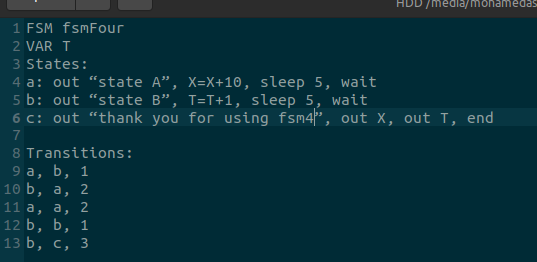 HDD /media/mohamedas
1 FSM fsmFour
2 VAR T
3 States:
4 a: out “state A”, X=X+10, sleep 5, wait
5 b: out “state B”, T=T+1, sleep 5, wait
6 c: out “thank you for using fsm4”, out X, out T, end
7
8 Transitions:
9 a, b, 1
10 b, a, 2
11 a, a, 2
12 b, b, 1
13 b, c, 3